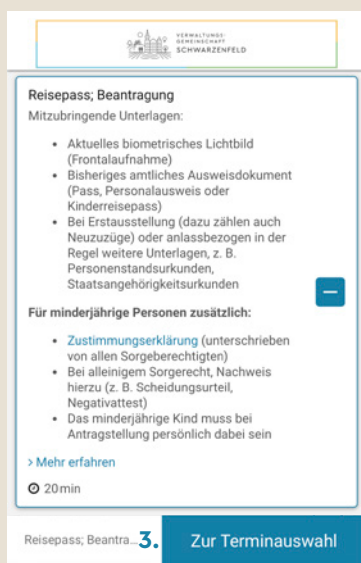 VERWALTUNGS-
GEMEINSCHAFT
SCHWARZENFELD
Reisepass; Beantragung
Mitzubringende Unterlagen:
• Aktuelles biometrisches Lichtbild
(Frontalaufnahme)
• Bisheriges amtliches Ausweisdokument
(Pass, Personalausweis oder
Kinderreisepass)
• Bei Erstausstellung (dazu zählen auch
Neuzuzüge) oder anlassbezogen in der
Regel weitere Unterlagen, z. B.
Personenstandsurkunden,
Staatsangehörigkeitsurkunden
Für minderjährige Personen zusätzlich:
• Zustimmungserklärung (unterschrieben
von allen Sorgeberechtigten)
• Bei alleinigem Sorgerecht, Nachweis
hierzu (z. B. Scheidungsurteil,
Negativattest)
• Das minderjährige Kind muss bei
Antragstellung persönlich dabei sein
> Mehr erfahren
20 min
Reisepass; Beantra... 3. Zur Terminauswahl